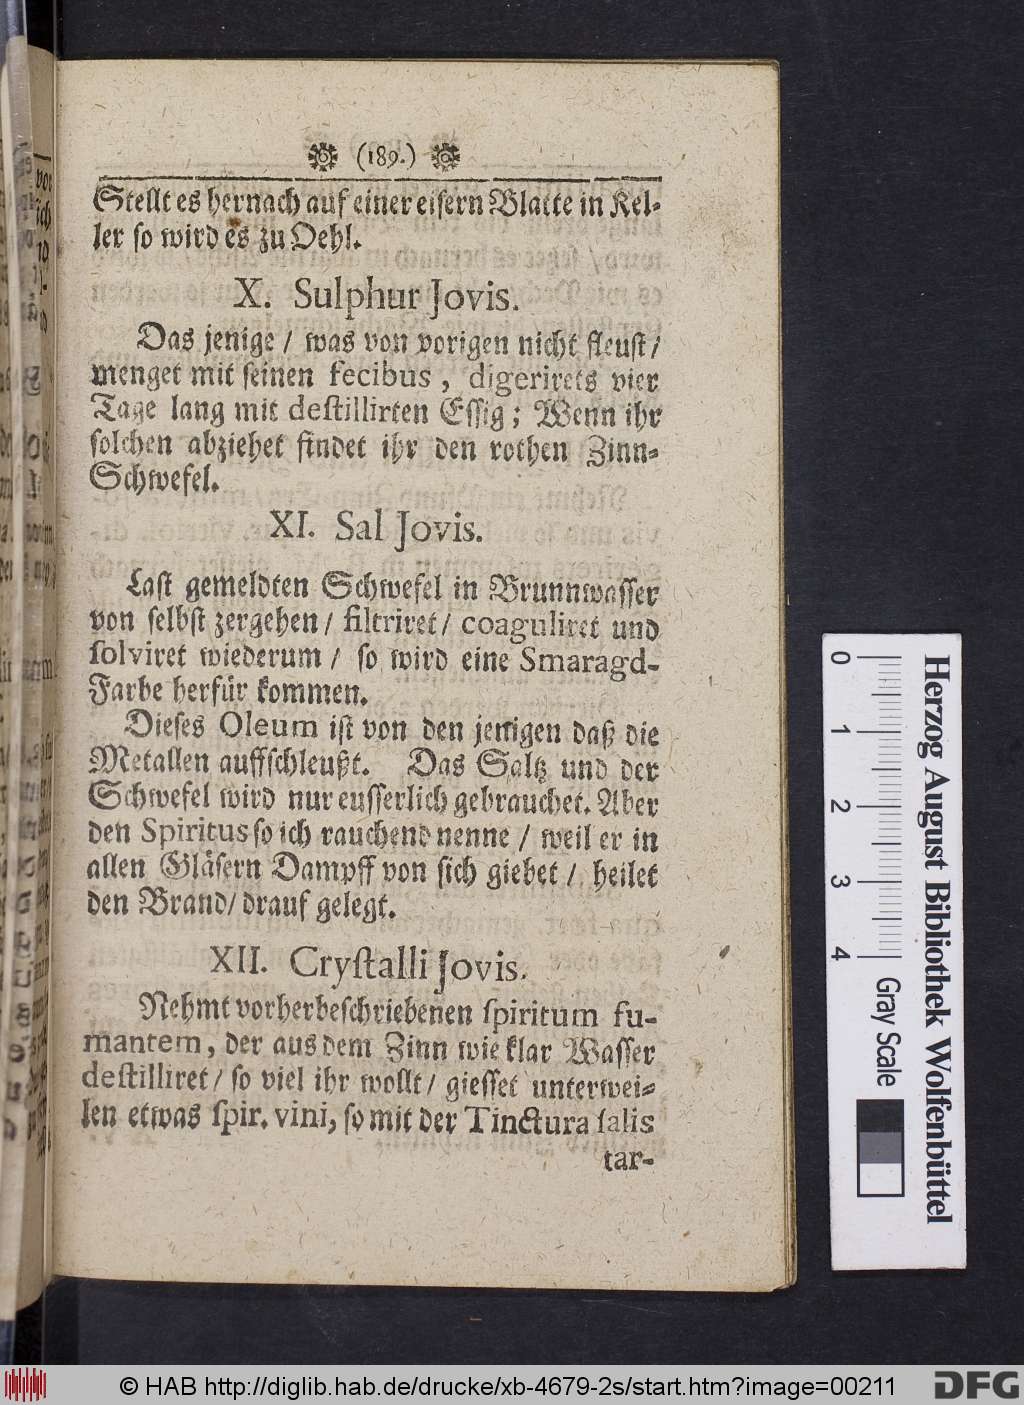 (189.)
Stellt es hernach auf einer eisern Blatte in Kel-
ler so wird es zu Oehl.
X. Sulphur Jovis.
Das jenige / was von vorigen nicht fleust /
menget mit seinen fecibus, digerirets vier
Tage lang mit destillirten Essig; Wenn ihr
solchen abziehet findet ihr den rothen Zinn-
Schwefel.
XI. Sal Jovis.
Last gemeldten Schwefel in Brunnwasser
von selbst zergehen / filtriret / coaguliret und
solviret wiederum / so wird eine Smaragd-
Farbe herfür kommen.
Dieses Oleum ist von den jenigen daß die
Metallen auffschleußt. Das Saltz und der
Schwefel wird nur eusserlich gebrauchet. Aber
den Spiritus so ich rauchend nenne / weil er in
allen Gläsern Dampff von sich giebet / heilet
den Brand / drauf gelegt.
XII. Crystalli Jovis.
Nehmt vorherbeschriebenen spiritum fu-
mantem, der aus dem Zinn wie klar Wasser
destilliret / so viel ihr wollt / giesset unterwei-
len etwas spir. vini, so mit der Tinctura salis
tar-
0 1 2 3 4
Herzog August Bibliothek Wolfenbüttel
Gray Scale
© HAB http://diglib.hab.de/drucke/xb-4679-2s/start.htm?image=00211
DFG